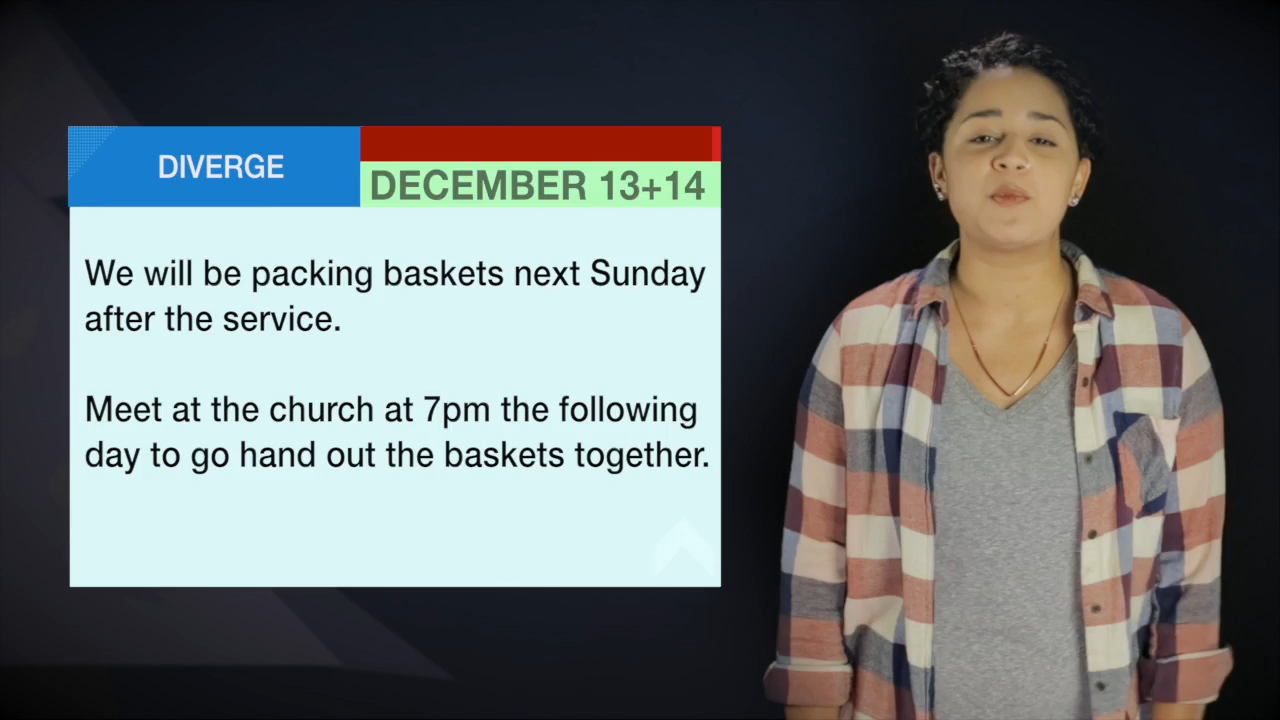 DIVERGE
DECEMBER 13+14
We will be packing baskets next Sunday
after the service.
Meet at the church at 7pm the following
day to go hand out the baskets together.